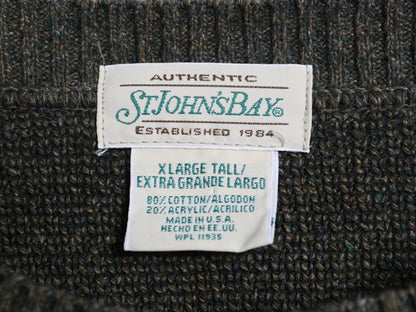 AUTHENTIC
ST JOHN'S BAY®
ESTABLISHED 1984
X LARGE TALL/
EXTRA GRANDE LARGO
80% COTTON/ALGODON
20% ACRYLIC/ACRILICO
MADE IN U.S.A.
HECHO EN EE.UU.
WPL 11935